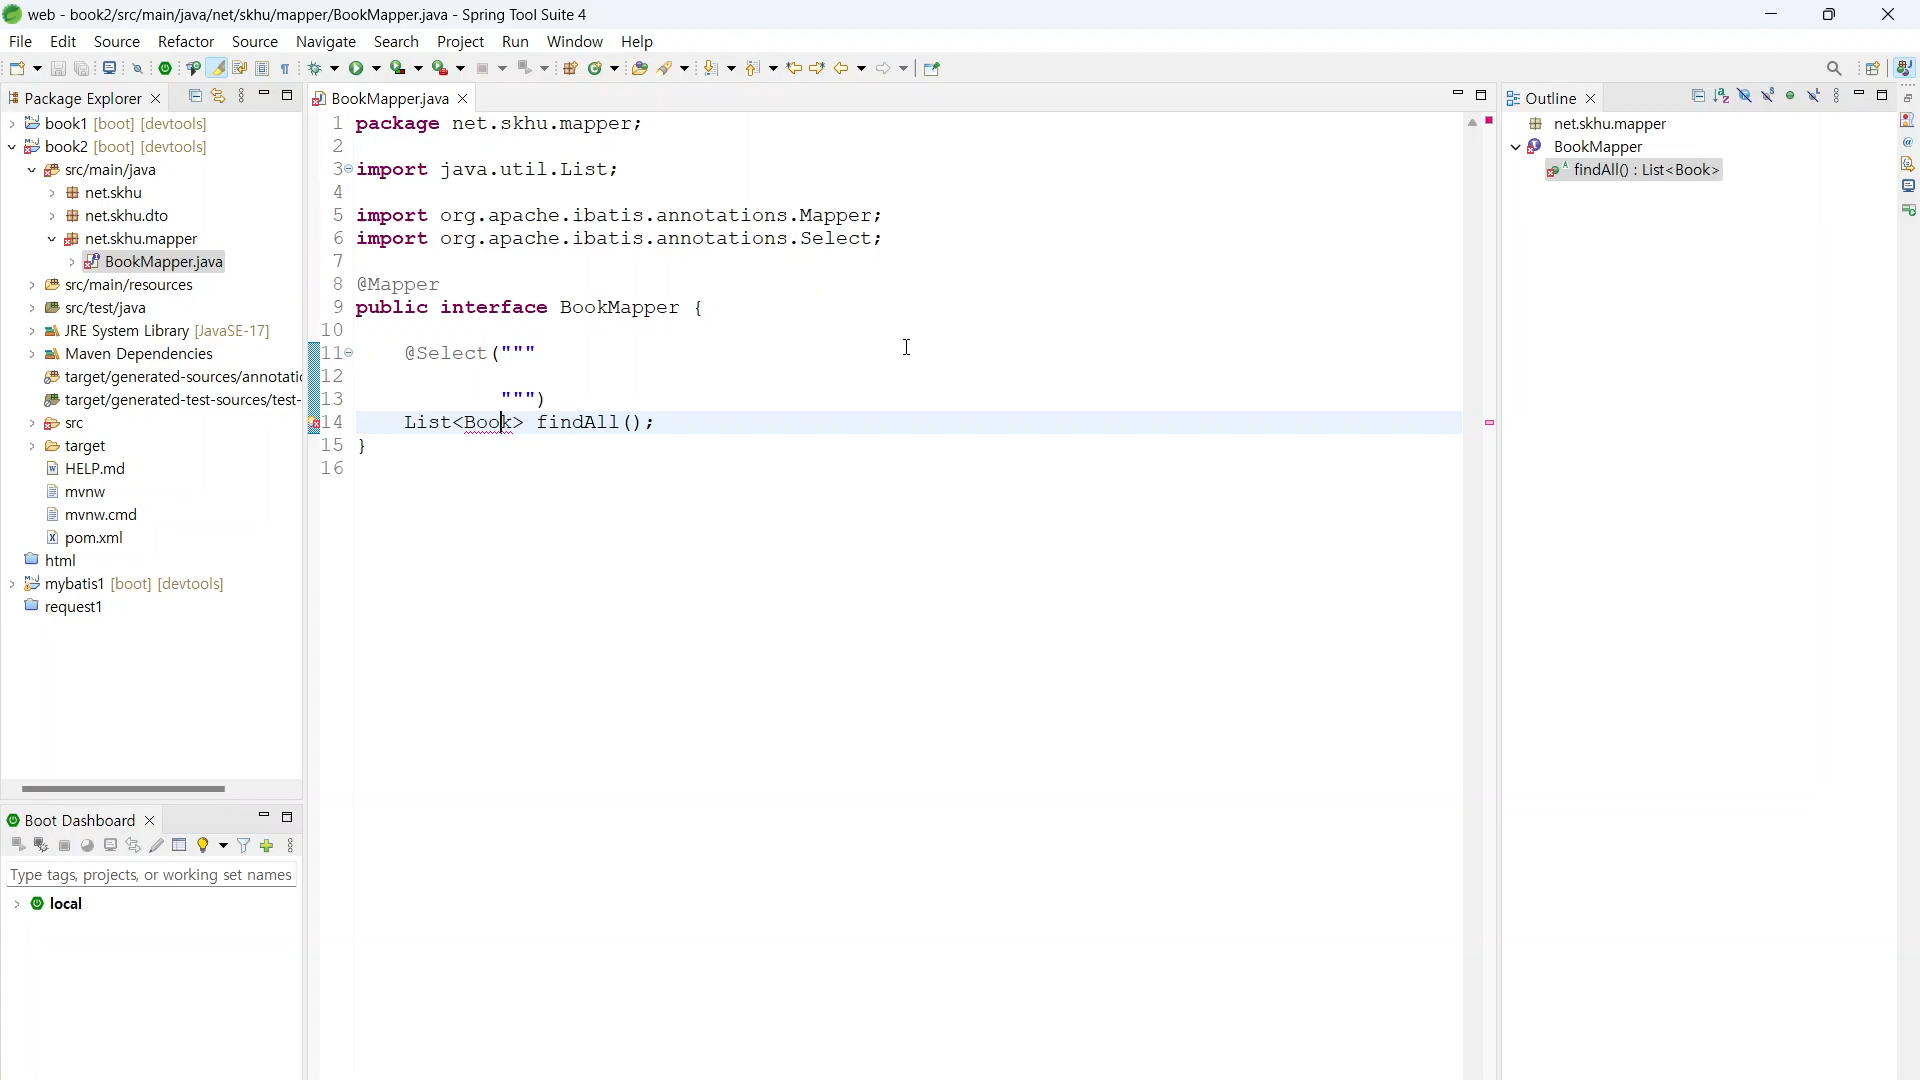 web - book2/src/main/java/net/skhu/mapper/BookMapper.java - Spring Tool Suite 4
File Edit Source Refactor Source Navigate Search Project Run Window Help
Package Explorer
book1 [boot] [devtools]
book2 [boot] [devtools]
src/main/java
net.skhu
net.skhu.dto
net.skhu.mapper
BookMapper.java
src/main/resources
src/test/java
JRE System Library [JavaSE-17]
Maven Dependencies
target/generated-sources/annotati
target/generated-test-sources/test-
src
target
HELP.md
mvnw
mvnw.cmd
pom.xml
html
mybatis1 [boot] [devtools]
request1
Boot Dashboard
Type tags, projects, or working set names
local
BookMapper.java
1 package net.skhu.mapper;
2
3 import java.util.List;
4
5 import org.apache.ibatis.annotations.Mapper;
6 import org.apache.ibatis.annotations.Select;
7
8 @Mapper
9 public interface BookMapper {
10
11 @Select("""
12
13 """)
14 List<Book> findAll();
15 }
16
Outline
net.skhu.mapper
BookMapper
findAll() : List<Book>